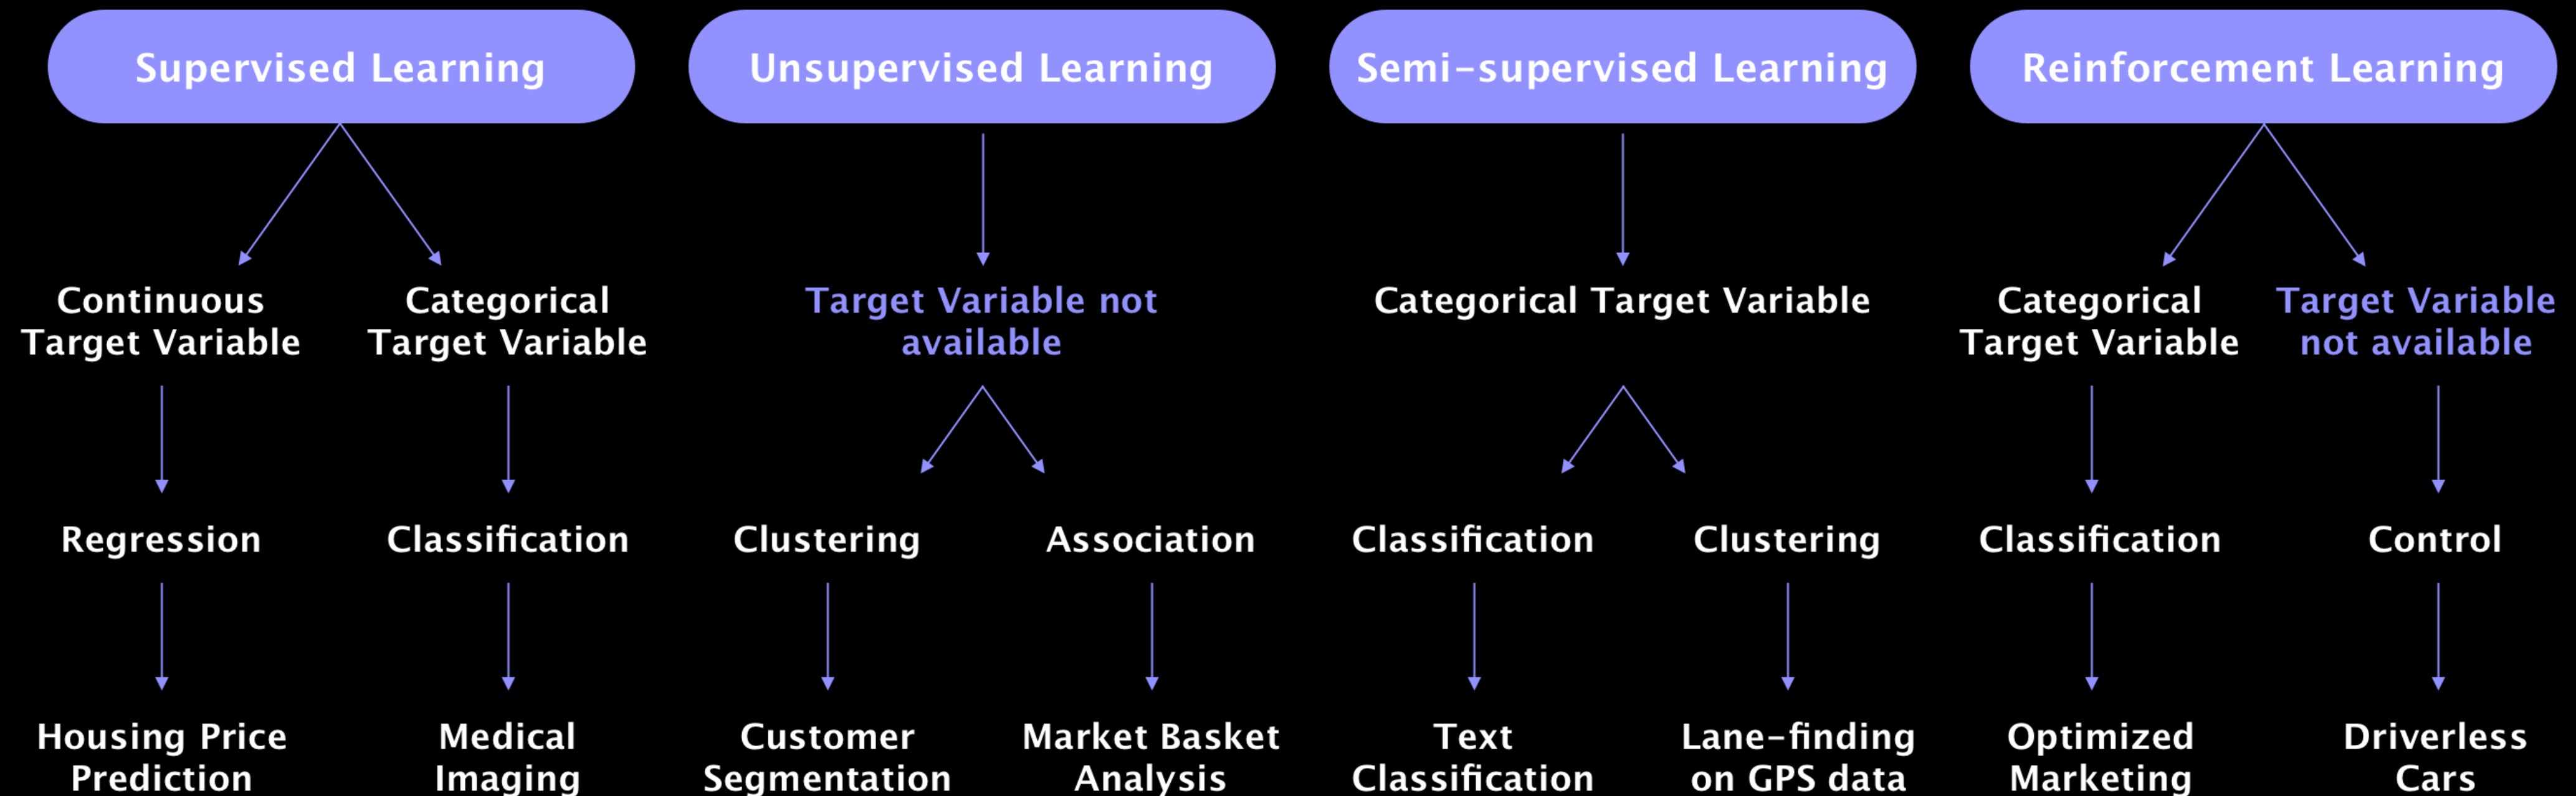 Supervised Learning
Unsupervised Learning
Semi-supervised Learning
Reinforcement Learning
Continuous
Target Variable
Categorical
Target Variable
Target Variable not
available
Categorical Target Variable
Categorical
Target Variable
Target Variable
not available
Regression
Classification
Clustering
Association
Classification
Clustering
Classification
Control
Housing Price
Prediction
Medical
Imaging
Customer
Segmentation
Market Basket
Analysis
Text
Classification
Lane-finding
on GPS data
Optimized
Marketing
Driverless
Cars